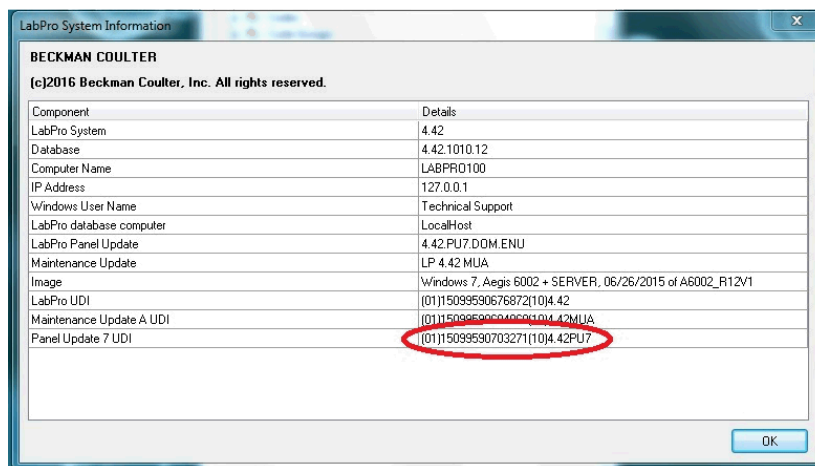 LabPro System Information
BECKMAN COULTER
(c)2016 Beckman Coulter, Inc. All rights reserved.
Component Details
LabPro System 4.42
Database 4.42.1010.12
Computer Name LABPRO100
IP Address 127.0.0.1
Windows User Name Technical Support
LabPro database computer LocalHost
LabPro Panel Update 4.42.PU7.DOM.ENU
Maintenance Update LP 4.42 MUA
Image Windows 7, Aegis 6002 + SERVER, 06/26/2015 of A6002_R12V1
LabPro UDI (01)15099590676872(10)4.42
Maintenance Update A UDI
Panel Update 7 UDI (01)15099590703271(10)4.42PU7
OK